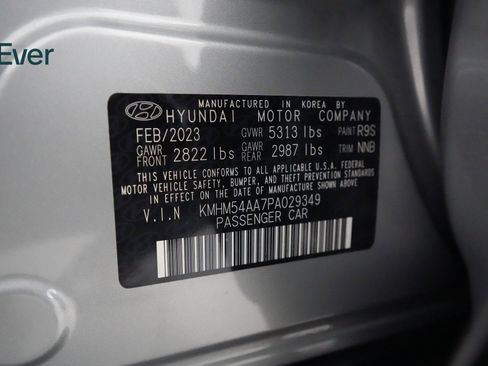 Ever
MANUFACTURED IN KOREA BY
HYUNDAI MOTOR COMPANY
FEB/2023 GVWR 5313 lbs PAINT R9S
GAWR FRONT 2822 lbs GAWR REAR 2987 lbs TRIM NNB
THIS VEHICLE CONFORMS TO ALL APPLICABLE U.S.A. FEDERAL
MOTOR VEHICLE SAFETY, BUMPER, AND THEFT PREVENTION STANDARDS
IN EFFECT ON THE DATE OF MANUFACTURE SHOWN ABOVE.
V.I.N KMHM54AA7PA029349
PASSENGER CAR